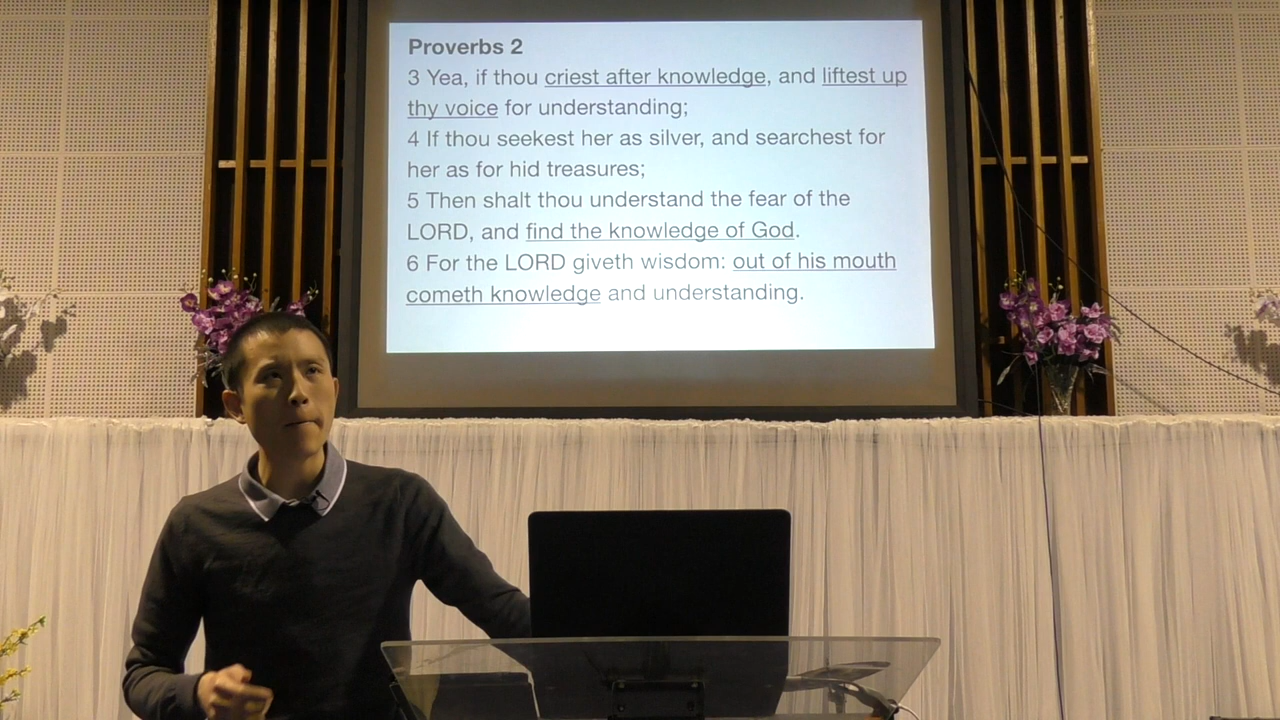 Proverbs 2
3 Yea, if thou criest after knowledge, and liftest up
thy voice for understanding;
4 If thou seekest her as silver, and searchest for
her as for hid treasures;
5 Then shalt thou understand the fear of the
LORD, and find the knowledge of God.
6 For the LORD giveth wisdom: out of his mouth
cometh knowledge and understanding.